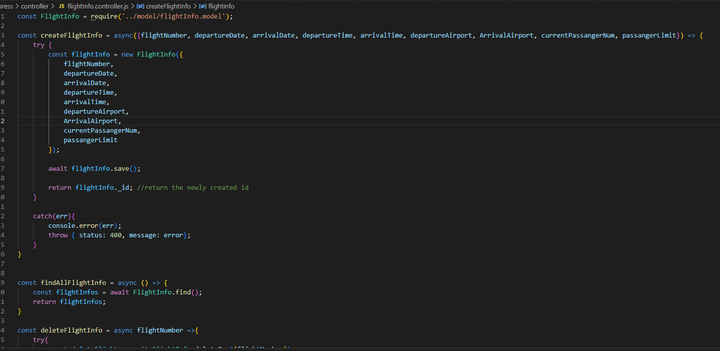 press > controller > JS flightInfo.controller.js > createFlightInfo > flightInfo
1 const FlightInfo = require('../model/flightInfo.model');
2
3 const createFlightInfo = async({flightNumber, departureDate, arrivalDate, departureTime, arrivalTime, departureAirport, ArrivalAirport, currentPassangerNum, passangerLimit}) => {
4 try {
5 const flightInfo = new FlightInfo({
6 flightNumber,
7 departureDate,
8 arrivalDate,
9 departureTime,
0 arrivalTime,
1 departureAirport,
2 ArrivalAirport,
3 currentPassangerNum,
4 passangerLimit
5 });
6
7 await flightInfo.save();
8
9 return flightInfo._id; //return the newly created id
0 }
1
2 catch(err){
3 console.error(err);
4 throw { status: 400, message: error};
5 }
6 }
7
8
9 const findAllFlightInfo = async () => {
0 const flightInfos = await FlightInfo.find();
1 return flightInfos;
2 }
3
4 const deleteFlightInfo = async flightNumber =>{
5 try{